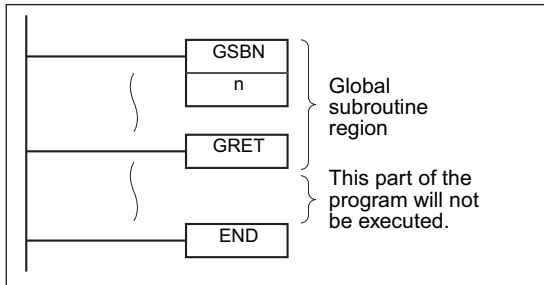 GSBN
n
Global
subroutine
region
GRET
This part of the
program will not
be executed.
END